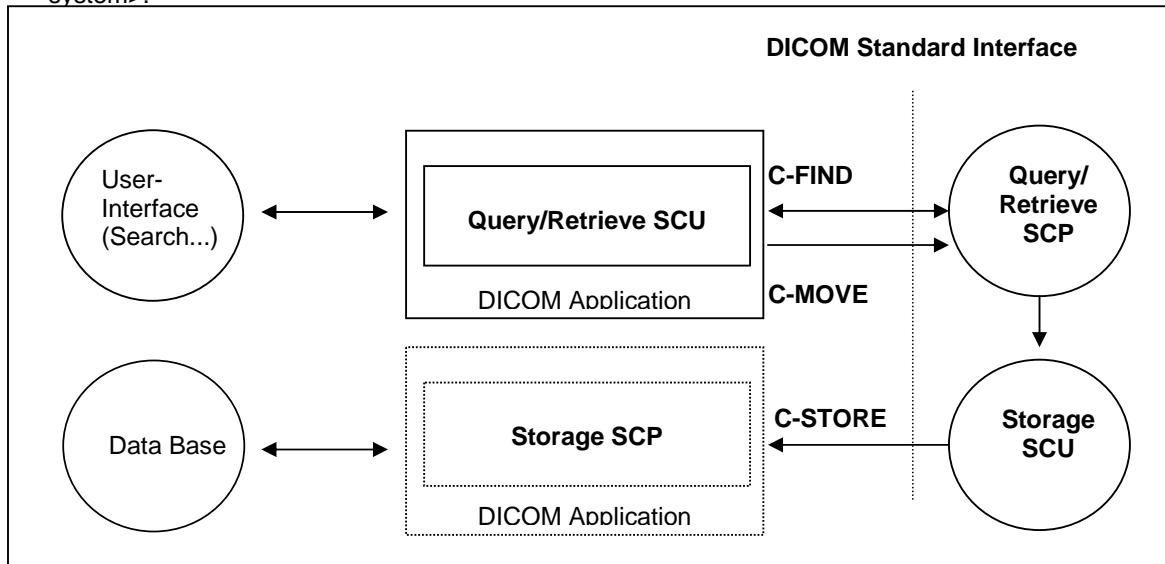 system>.
DICOM Standard Interface
User-
Interface
(Search...)
Query/Retrieve SCU
DICOM Application
C-FIND
C-MOVE
Query/
Retrieve
SCP
Data Base
Storage SCP
DICOM Application
C-STORE
Storage
SCU